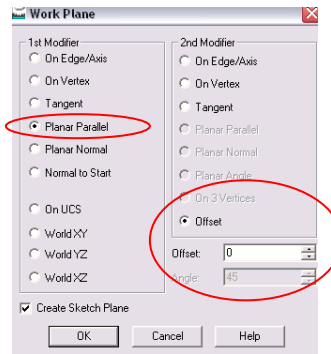 Work Plane
1st Modifier
On Edge/Axis
On Vertex
Tangent
Planar Parallel
Planar Normal
Normal to Start
On UCS
World XY
World YZ
World XZ
2nd Modifier
On Edge/Axis
On Vertex
Tangent
Planar Parallel
Planar Normal
Planar Angle
On 3 Vertices
Offset
Offset: 0
Angle: 45
Create Sketch Plane
OK Cancel Help